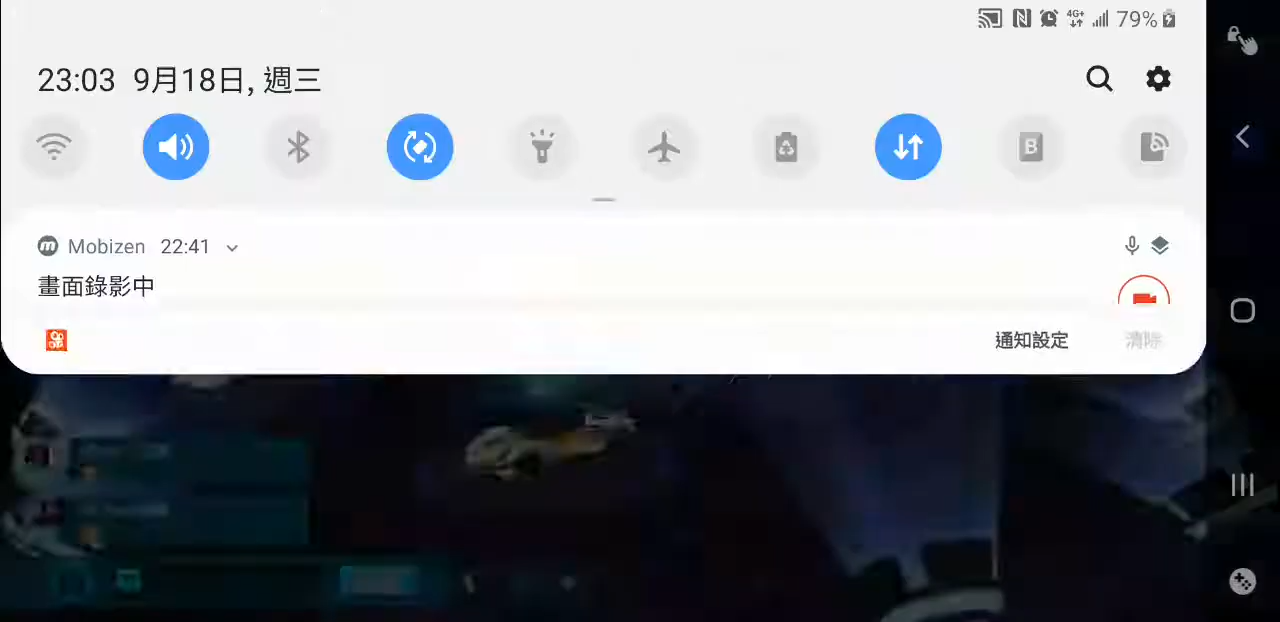 4G+ 79%
23:03 9月18日, 週三
B
Mobizen 22:41
畫面錄影中
通知設定 清除